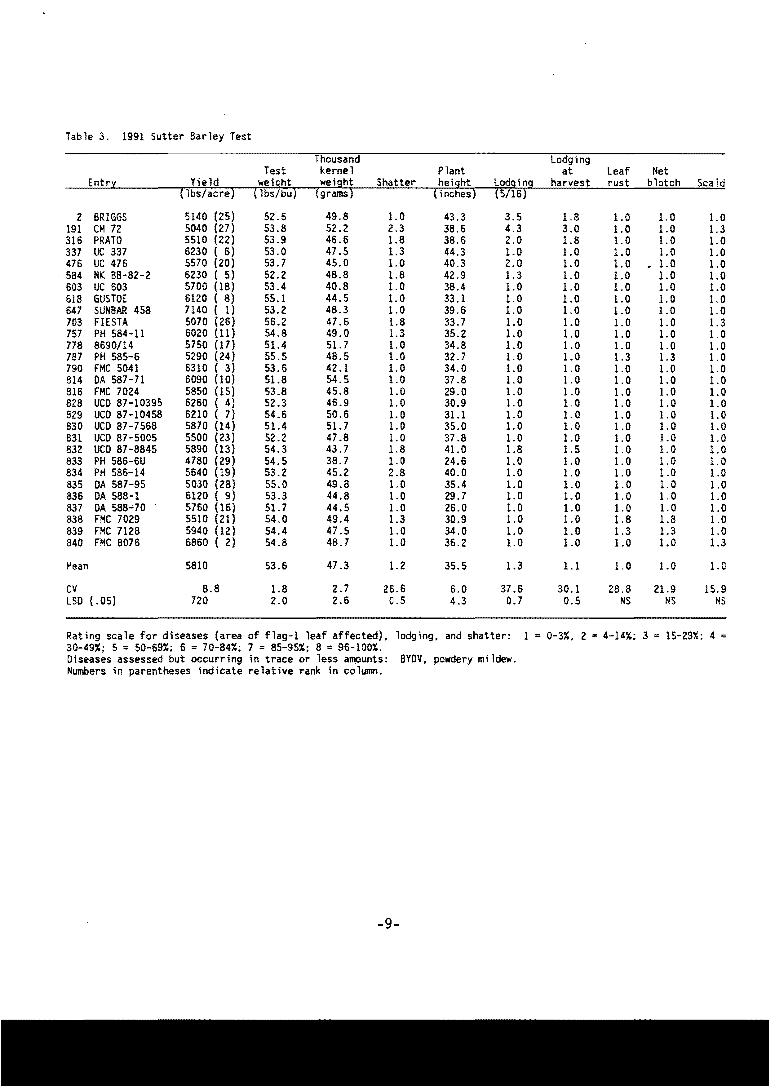 Table 3. 1991 Sutter Barley Test
Thousand Lodging
Test kernel Plant at Leaf Net
Entry Yield weight weight Shatter height Lodging harvest rust blotch Scald
(lbs/acre) (lbs/bu) (grams) (inches) (5/16)
2 BRIGGS 5140 (25) 52.5 49.8 1.0 43.3 3.5 1.8 1.0 1.0 1.0
191 CM 72 5040 (27) 53.8 52.2 2.3 38.6 4.3 3.0 1.0 1.0 1.3
316 PRATO 5510 (22) 53.9 46.6 1.8 38.6 2.0 1.8 1.0 1.0 1.0
337 UC 337 6230 ( 6) 53.0 47.5 1.3 44.3 1.0 1.0 1.0 1.0 1.0
476 UC 476 5570 (20) 53.7 45.0 1.0 40.3 2.0 1.0 1.0 1.0 1.0
584 NK 88-82-2 6230 ( 5) 52.2 48.8 1.8 42.9 1.3 1.0 1.0 1.0 1.0
603 UC 603 5700 (18) 53.4 40.8 1.0 38.4 1.0 1.0 1.0 1.0 1.0
618 GUSTOE 6120 ( 8) 55.1 44.5 1.0 33.1 1.0 1.0 1.0 1.0 1.0
647 SUNBAR 458 7140 ( 1) 53.2 48.3 1.0 39.6 1.0 1.0 1.0 1.0 1.0
703 FIESTA 5070 (26) 56.2 47.6 1.8 33.7 1.0 1.0 1.0 1.0 1.3
757 PH 584-11 6020 (11) 54.8 49.0 1.3 35.2 1.0 1.0 1.0 1.0 1.0
778 8690/14 5750 (17) 51.4 51.7 1.0 34.8 1.0 1.0 1.0 1.0 1.0
787 PH 585-6 5290 (24) 55.5 48.5 1.0 32.7 1.0 1.0 1.3 1.3 1.0
790 FMC 5041 6310 ( 3) 53.6 42.1 1.0 34.0 1.0 1.0 1.0 1.0 1.0
814 DA 587-71 6090 (10) 51.8 54.5 1.0 37.8 1.0 1.0 1.0 1.0 1.0
816 FMC 7024 5850 (15) 53.8 45.8 1.0 29.0 1.0 1.0 1.0 1.0 1.0
828 UCD 87-10395 6260 ( 4) 52.3 46.9 1.0 30.9 1.0 1.0 1.0 1.0 1.0
829 UCD 87-10458 6210 ( 7) 54.6 50.6 1.0 31.1 1.0 1.0 1.0 1.0 1.0
830 UCD 87-7568 5870 (14) 51.4 51.7 1.0 35.0 1.0 1.0 1.0 1.0 1.0
831 UCD 87-5005 5500 (23) 52.2 47.8 1.0 37.8 1.0 1.0 1.0 1.0 1.0
832 UCD 87-8845 5890 (13) 54.3 43.7 1.8 41.0 1.8 1.5 1.0 1.0 1.0
833 PH 586-6U 4780 (29) 54.5 38.7 1.0 24.6 1.0 1.0 1.0 1.0 1.0
834 PH 586-14 5640 (19) 53.2 45.2 2.8 40.0 1.0 1.0 1.0 1.0 1.0
835 DA 587-95 5030 (28) 55.0 49.8 1.0 35.4 1.0 1.0 1.0 1.0 1.0
836 DA 588-1 6120 ( 9) 53.3 44.8 1.0 29.7 1.0 1.0 1.0 1.0 1.0
837 DA 588-70 5760 (16) 51.7 44.5 1.0 26.0 1.0 1.0 1.0 1.0 1.0
838 FMC 7029 5510 (21) 54.0 49.4 1.3 30.9 1.0 1.0 1.8 1.8 1.0
839 FMC 7128 5940 (12) 54.4 47.5 1.0 34.0 1.0 1.0 1.3 1.3 1.0
840 FMC 8078 6860 ( 2) 54.8 48.7 1.0 36.2 1.0 1.0 1.0 1.0 1.3
Mean 5810 53.6 47.3 1.2 35.5 1.3 1.1 1.0 1.0 1.0
CV 8.8 1.8 2.7 26.6 6.0 37.6 30.1 28.8 21.9 15.9
LSD (.05) 720 2.0 2.6 0.5 4.3 0.7 0.5 NS NS NS
Rating scale for diseases (area of flag-1 leaf affected), lodging, and shatter: 1 = 0-3%, 2 = 4-14%; 3 = 15-29%; 4 =
30-49%; 5 = 50-69%; 6 = 70-84%; 7 = 85-95%; 8 = 96-100%.
Diseases assessed but occurring in trace or less amounts: BYDV, powdery mildew.
Numbers in parentheses indicate relative rank in column.
-9-